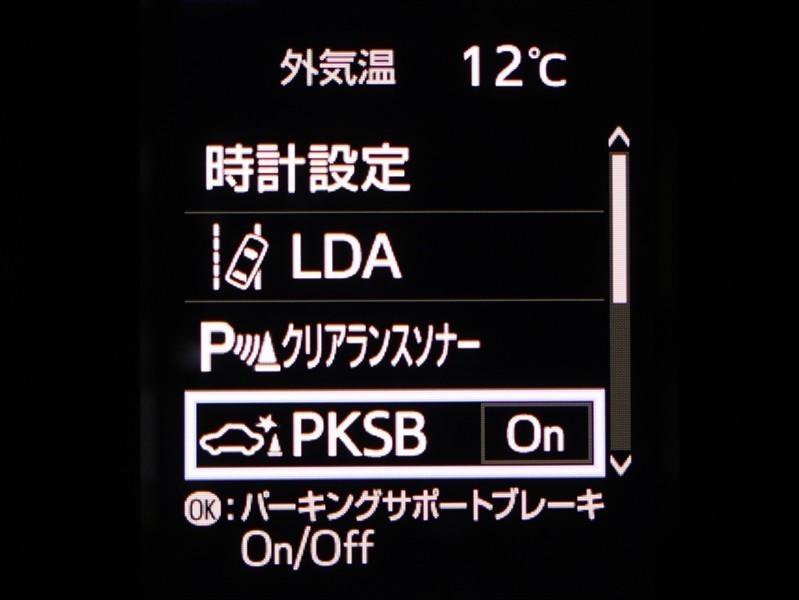 外気温 12℃
時計設定
LDA
Pクリアランスソナー
PKSB On
OK:パーキングサポートブレーキ
On/Off